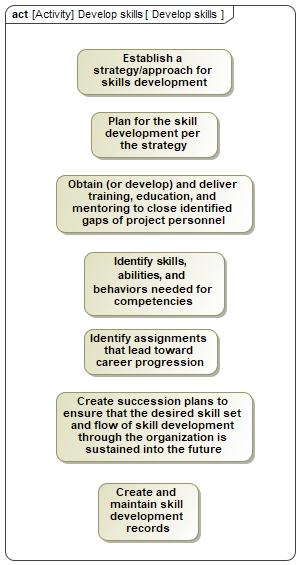 act [Activity] Develop skills [ Develop skills ]
Establish a
strategy/approach for
skills development
Plan for the skill
development per
the strategy
Obtain (or develop) and deliver
training, education, and
mentoring to close identified
gaps of project personnel
Identify skills,
abilities, and
behaviors needed for
competencies
Identify assignments
that lead toward
career progression
Create succession plans to
ensure that the desired skill set
and flow of skill development
through the organization is
sustained into the future
Create and
maintain skill
development
records